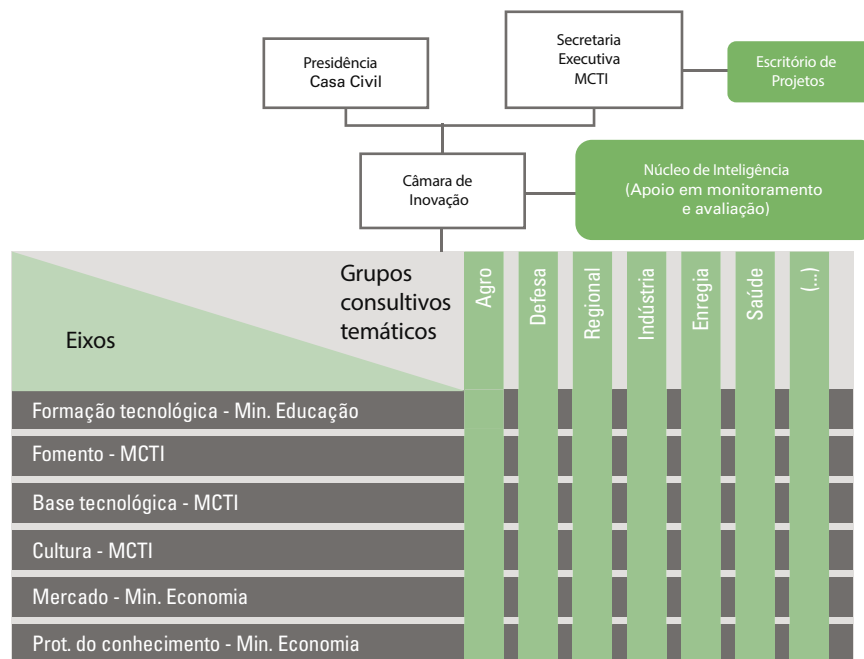 Presidência
Casa Civil
Secretaria
Executiva
MCTI
Escritório de
Projetos
Câmara de
Inovação
Núcleo de Inteligência
(Apoio em monitoramento
e avaliação)
Eixos
Grupos
consultivos
temáticos
Agro
Defesa
Regional
Indústria
Enregia
Saúde
(...)
Formação tecnológica - Min. Educação
Fomento - MCTI
Base tecnológica - MCTI
Cultura - MCTI
Mercado - Min. Economia
Prot. do conhecimento - Min. Economia